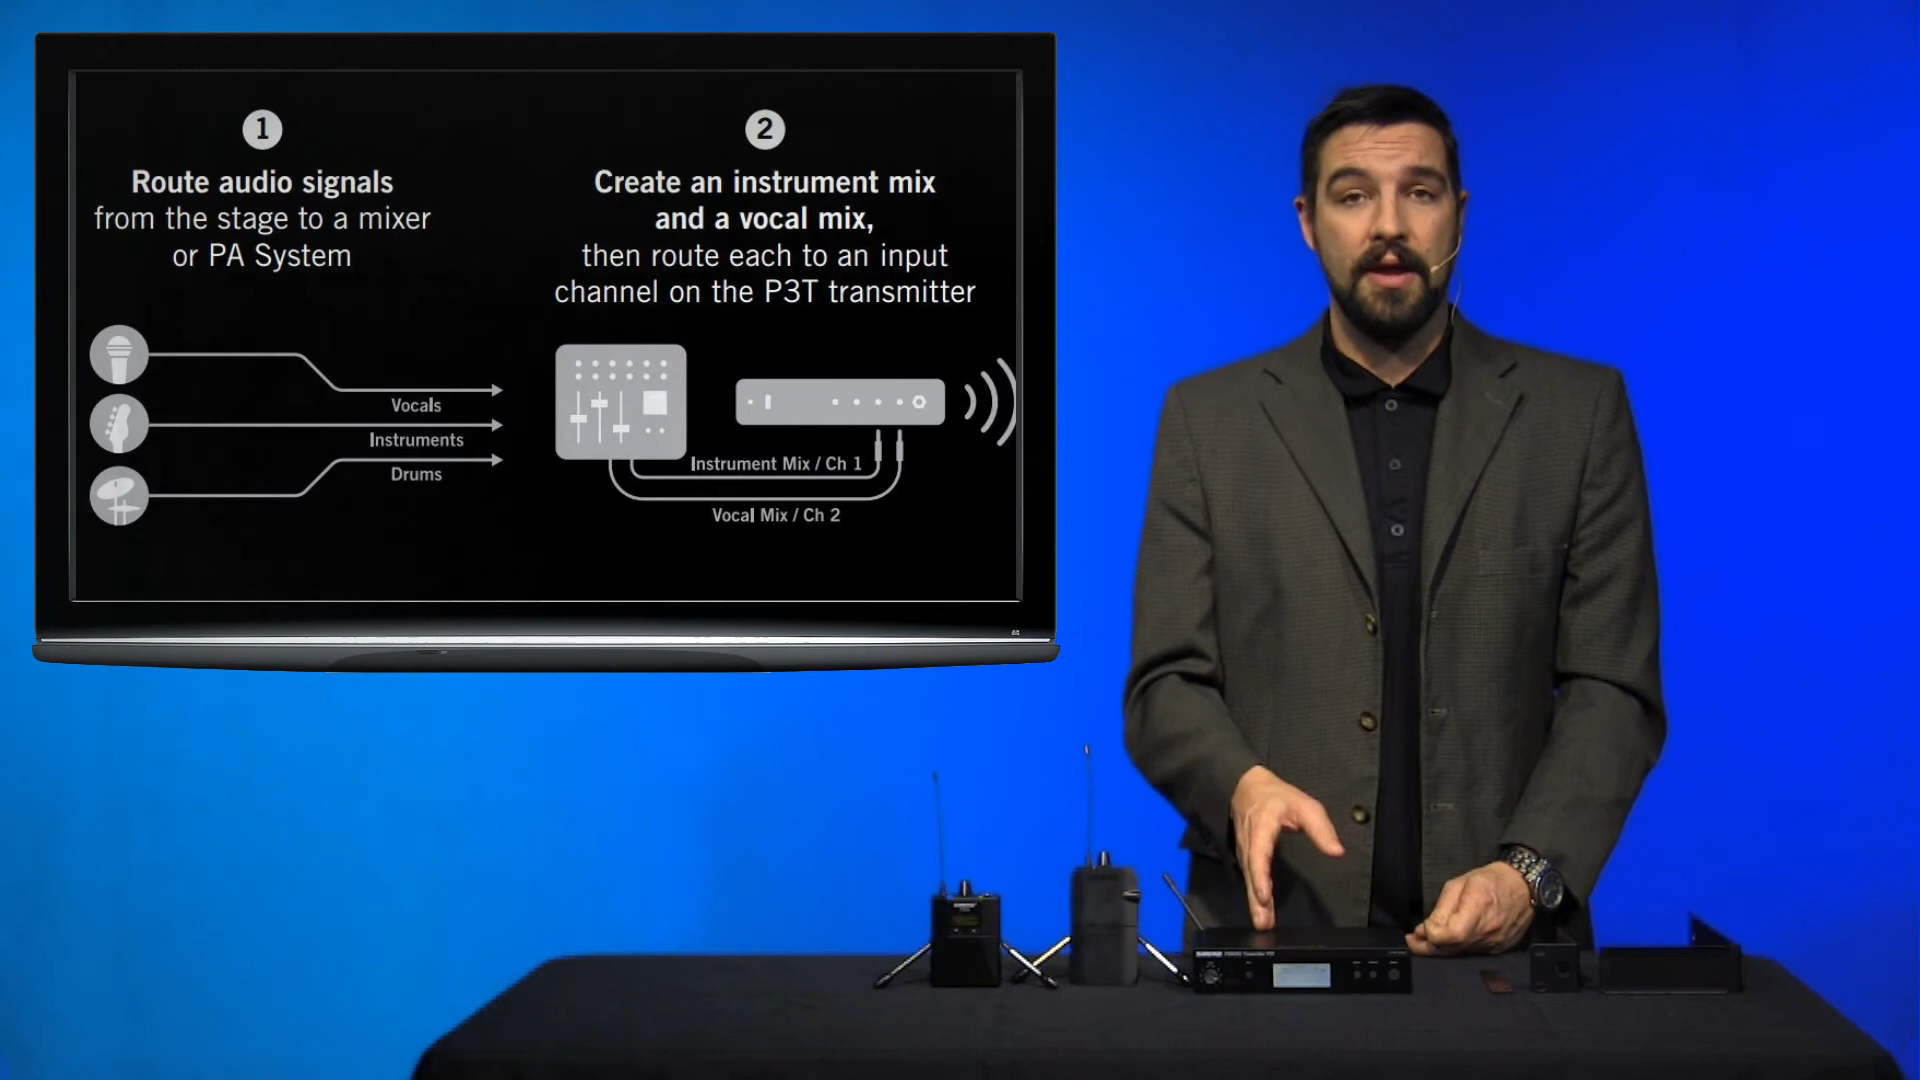 1
Route audio signals
from the stage to a mixer
or PA System
Vocals
Instruments
Drums
2
Create an instrument mix
and a vocal mix,
then route each to an input
channel on the P3T transmitter
Instrument Mix / Ch 1
Vocal Mix / Ch 2
SHURE